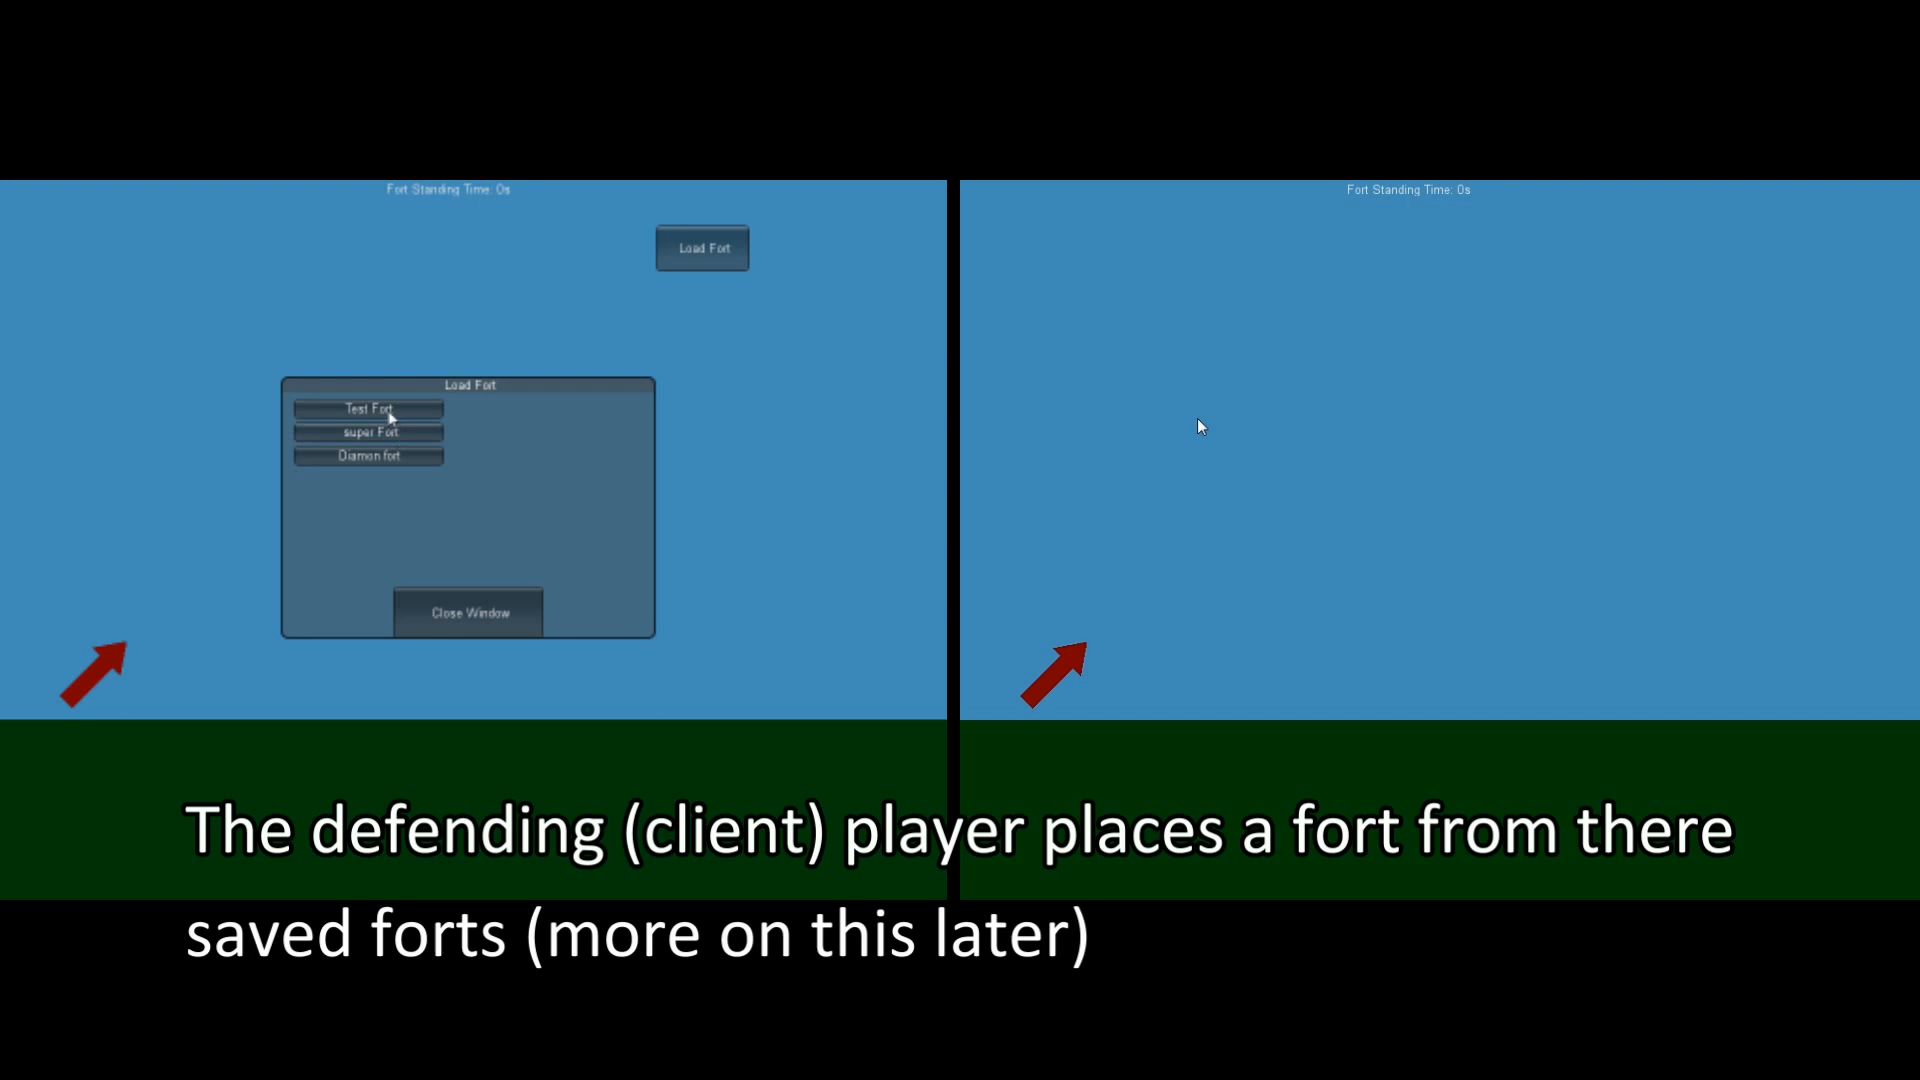 Fort Standing Time: 0s
Fort Standing Time: 0s
Load Fort
Load Fort
Test Fort
super Fort
Diamon fort
Close Window
The defending (client) player places a fort from there
saved forts (more on this later)